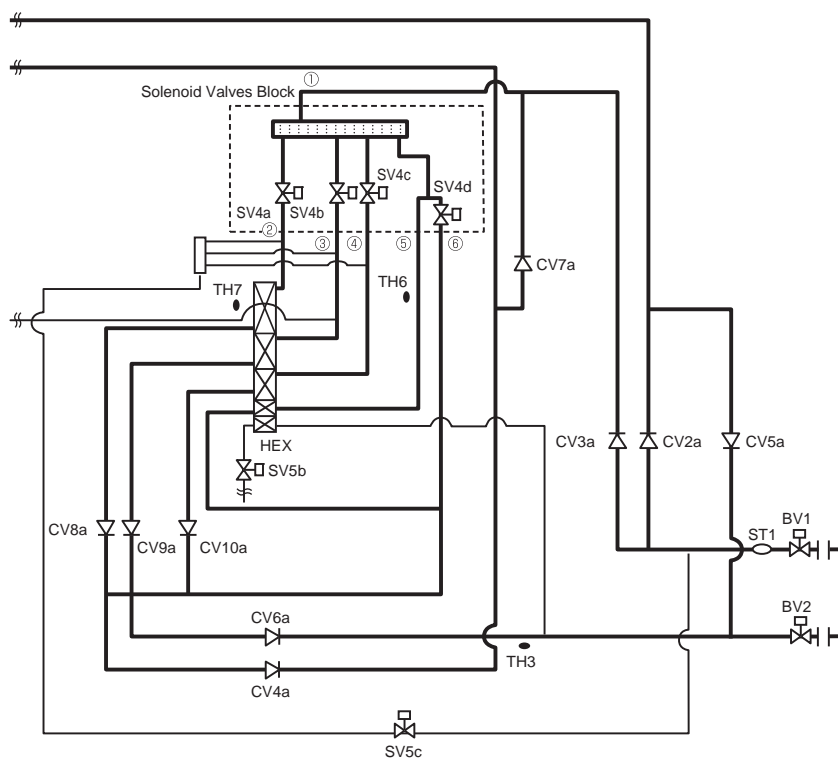 ①
Solenoid Valves Block
SV4c
SV4d
SV4a
SV4b
②
③
④
⑤
⑥
CV7a
TH7
TH6
HEX
SV5b
CV3a
CV2a
CV5a
CV8a
CV9a
CV10a
ST1
BV1
CV6a
BV2
TH3
CV4a
SV5c